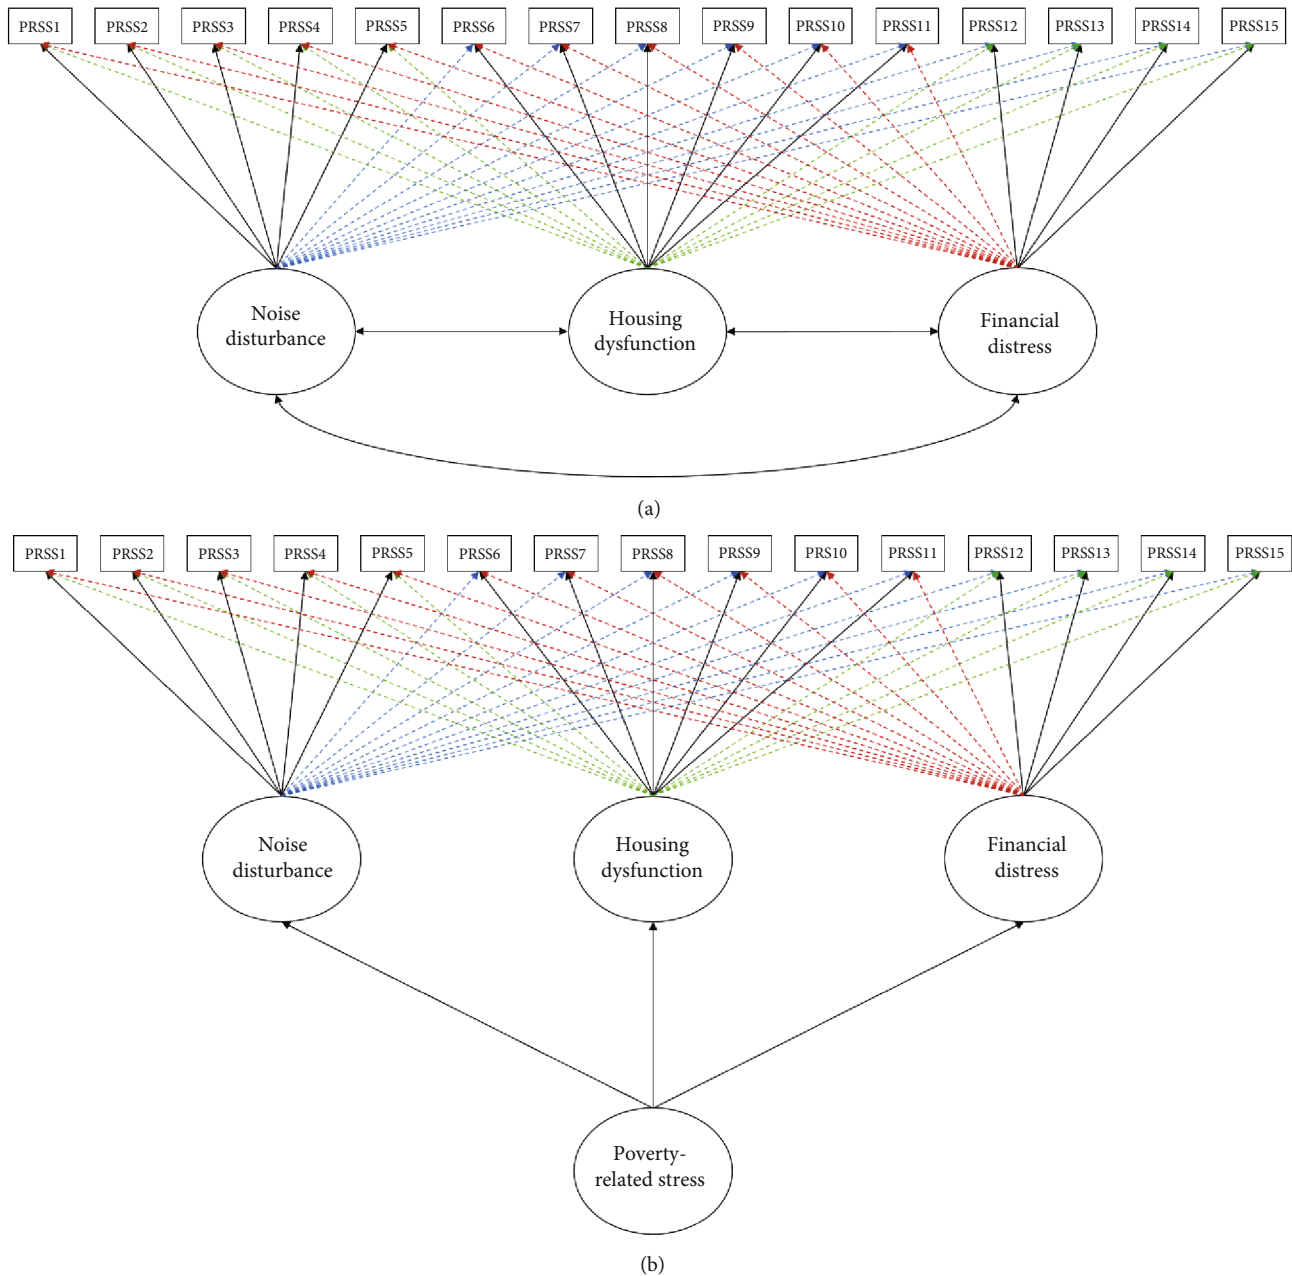 PRSS1 PRSS2 PRSS3 PRSS4 PRSS5 PRSS6 PRSS7 PRSS8 PRSS9 PRSS10 PRSS11 PRSS12 PRSS13 PRSS14 PRSS15
Noise
disturbance
Housing
dysfunction
Financial
distress
(a)
PRSS1 PRSS2 PRSS3 PRSS4 PRSS5 PRSS6 PRSS7 PRSS8 PRSS9 PRS10 PRSS11 PRSS12 PRSS13 PRSS14 PRSS15
Noise
disturbance
Housing
dysfunction
Financial
distress
Poverty-
related stress
(b)